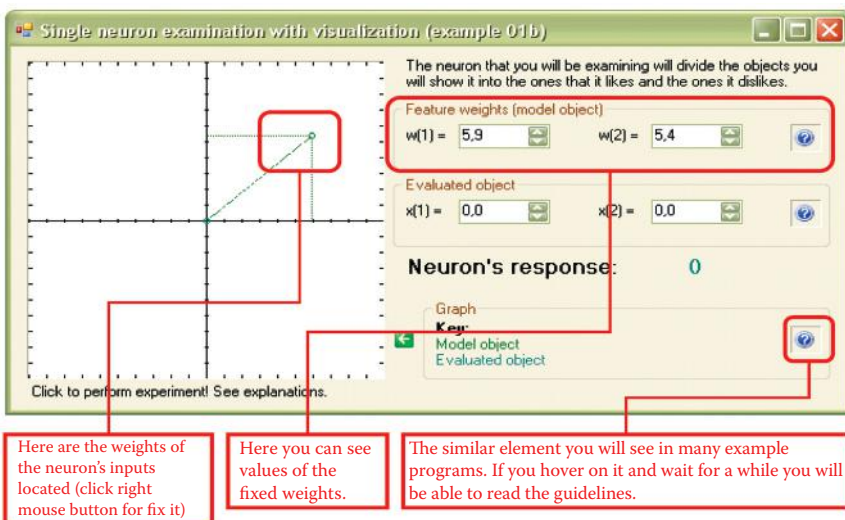 Single neuron examination with visualization (example 01b)
The neuron that you will be examining will divide the objects you
will show it into the ones that it likes and the ones it dislikes.
Feature weights (model object)
w(1) = 5,9 w(2) = 5,4
Evaluated object
x(1) = 0,0 x(2) = 0,0
Neuron's response: 0
Graph
Key:
Model object
Evaluated object
Click to perform experiment! See explanations.
Here are the weights of
the neuron's inputs
located (click right
mouse button for fix it)
Here you can see
values of the
fixed weights.
The similar element you will see in many example
programs. If you hover on it and wait for a while you will
be able to read the guidelines.